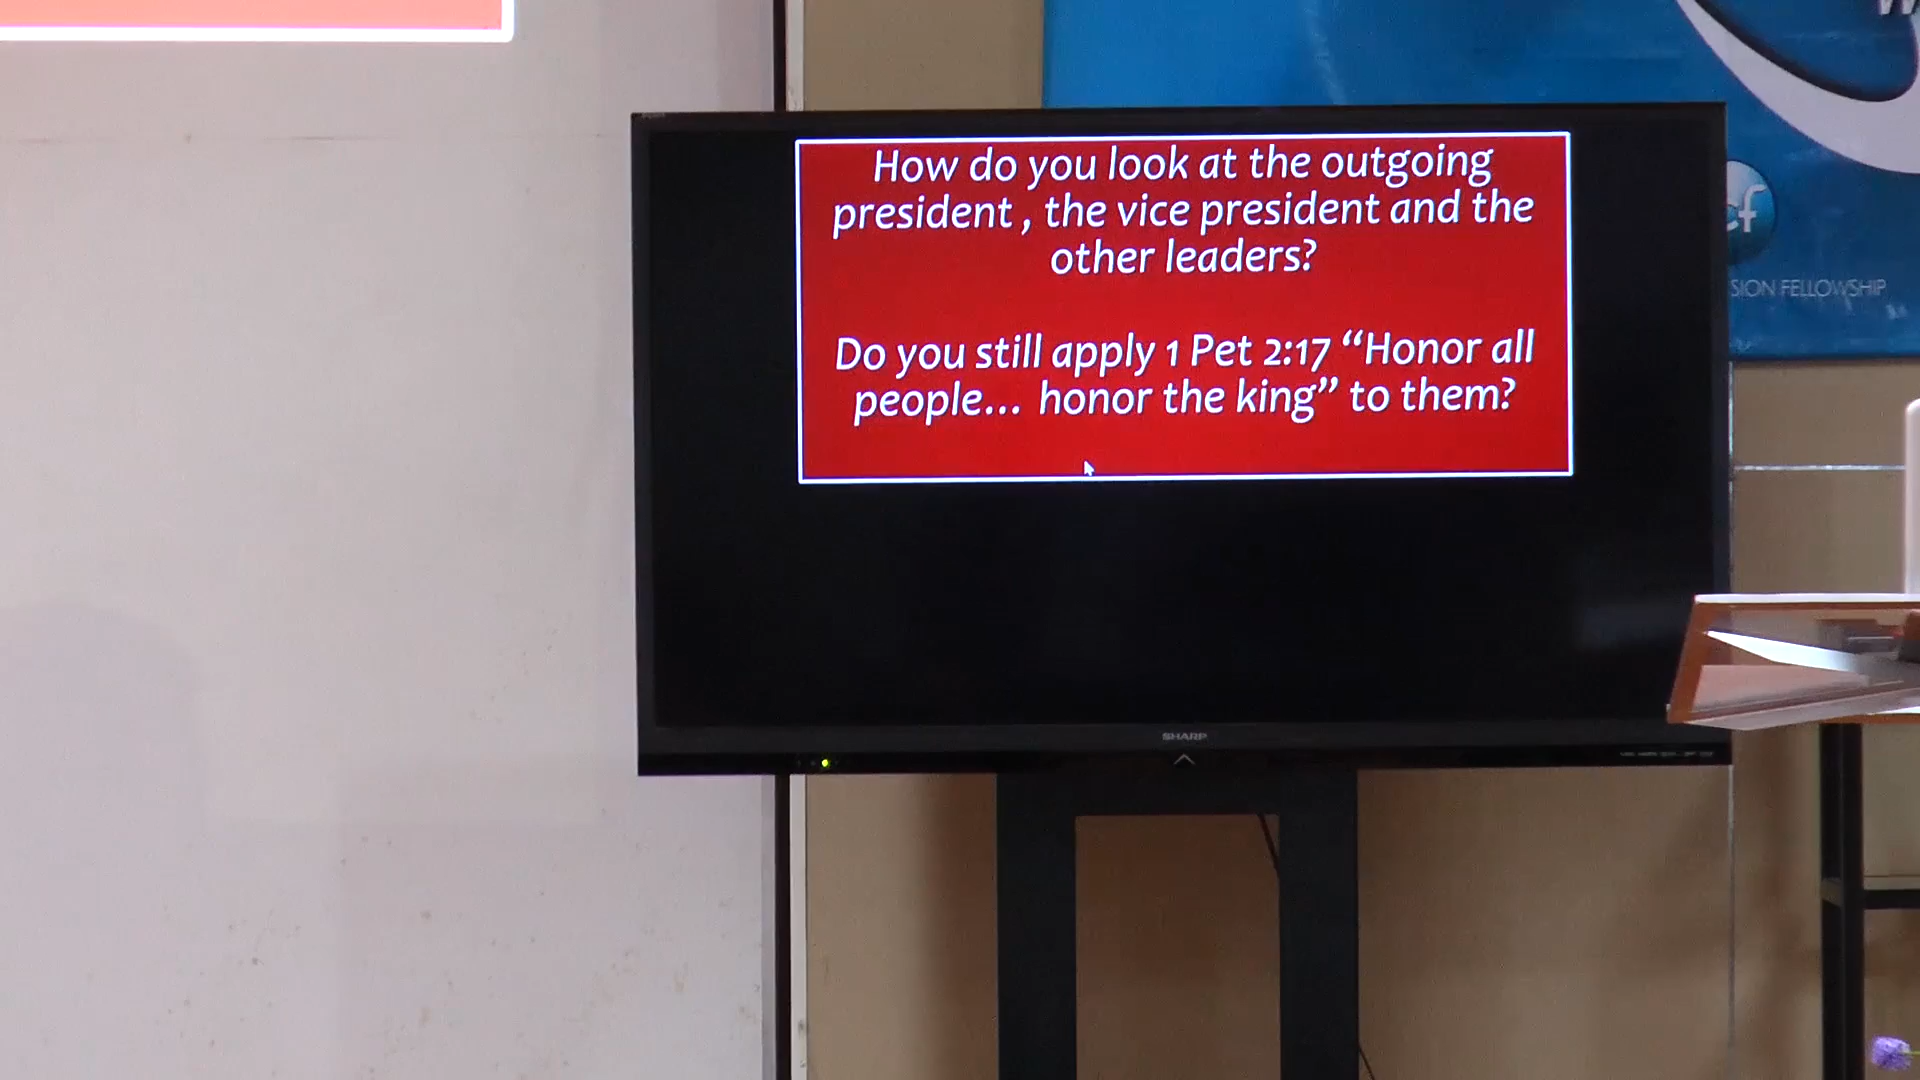 How do you look at the outgoing
president , the vice president and the
other leaders?
Do you still apply 1 Pet 2:17 “Honor all
people... honor the king” to them?
SION FELLOWSHIP
SHARP